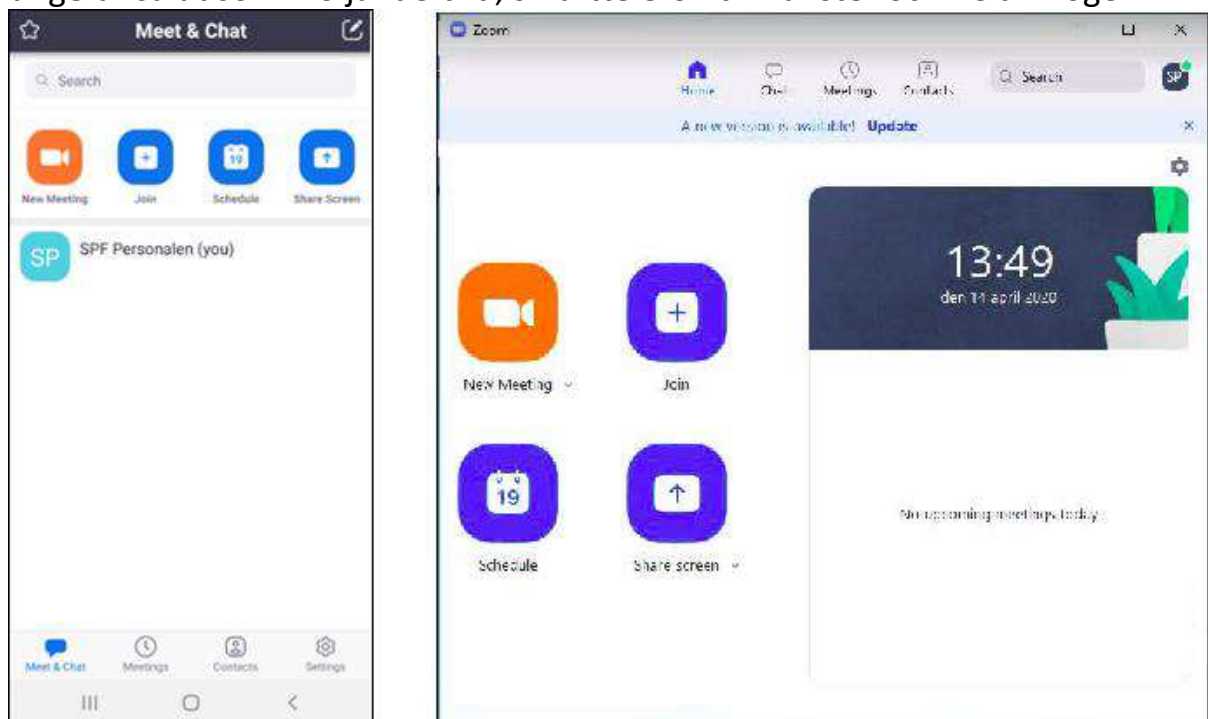 Meet & Chat
Search
New Meeting
Join
Schedule
Share Screen
SP
SPF Personalen (you)
Meet & Chat
Meetings
Contacts
Settings
Zoom
Home
Chat
Meetings
Contacts
Search
SP
A new version is available! Update
13:49
den 14 april 2020
New Meeting
Join
19
Schedule
Share screen
No upcoming meetings today